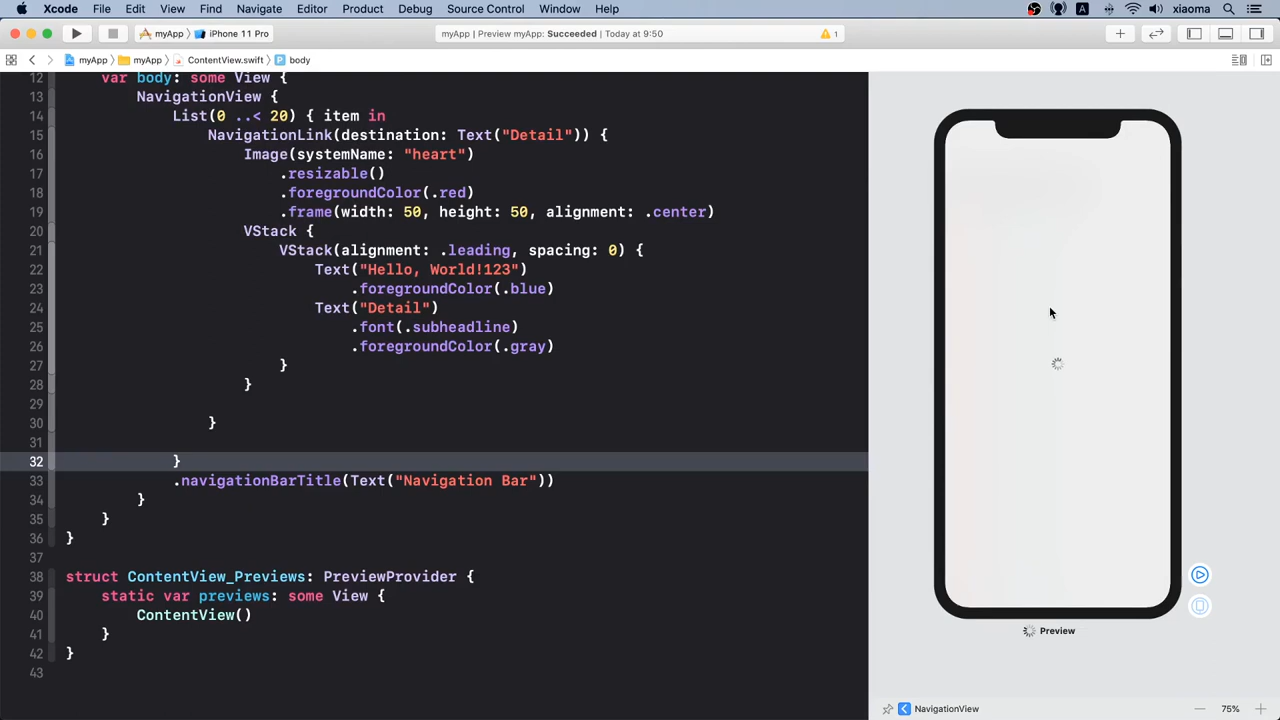 Xcode File Edit View Find Navigate Editor Product Debug Source Control Window Help A xiaoma
myApp iPhone 11 Pro myApp | Preview myApp: Succeeded | Today at 9:50 1
myApp myApp ContentView.swift body
12 var body: some View {
13 NavigationView {
14 List(0 ..< 20) { item in
15 NavigationLink(destination: Text("Detail")) {
16 Image(systemName: "heart")
17 .resizable()
18 .foregroundColor(.red)
19 .frame(width: 50, height: 50, alignment: .center)
20 VStack {
21 VStack(alignment: .leading, spacing: 0) {
22 Text("Hello, World!123")
23 .foregroundColor(.blue)
24 Text("Detail")
25 .font(.subheadline)
26 .foregroundColor(.gray)
27 }
28 }
29
30 }
31
32 }
33 .navigationBarTitle(Text("Navigation Bar"))
34 }
35 }
36 }
37
38 struct ContentView_Previews: PreviewProvider {
39 static var previews: some View {
40 ContentView()
41 }
42 }
43
Preview
NavigationView 75%